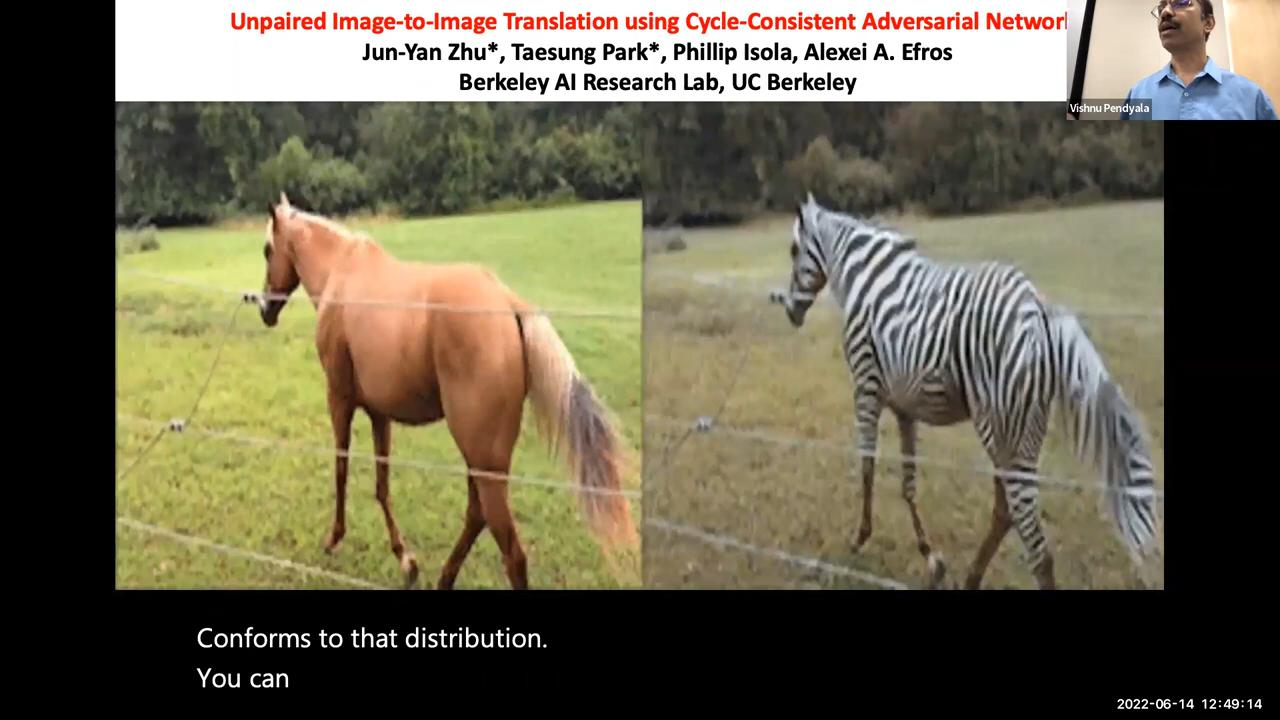 Unpaired Image-to-Image Translation using Cycle-Consistent Adversarial Networ
Jun-Yan Zhu*, Taesung Park*, Phillip Isola, Alexei A. Efros
Berkeley AI Research Lab, UC Berkeley
Vishnu Pendyala
Conforms to that distribution.
You can
2022-06-14 12:49:14